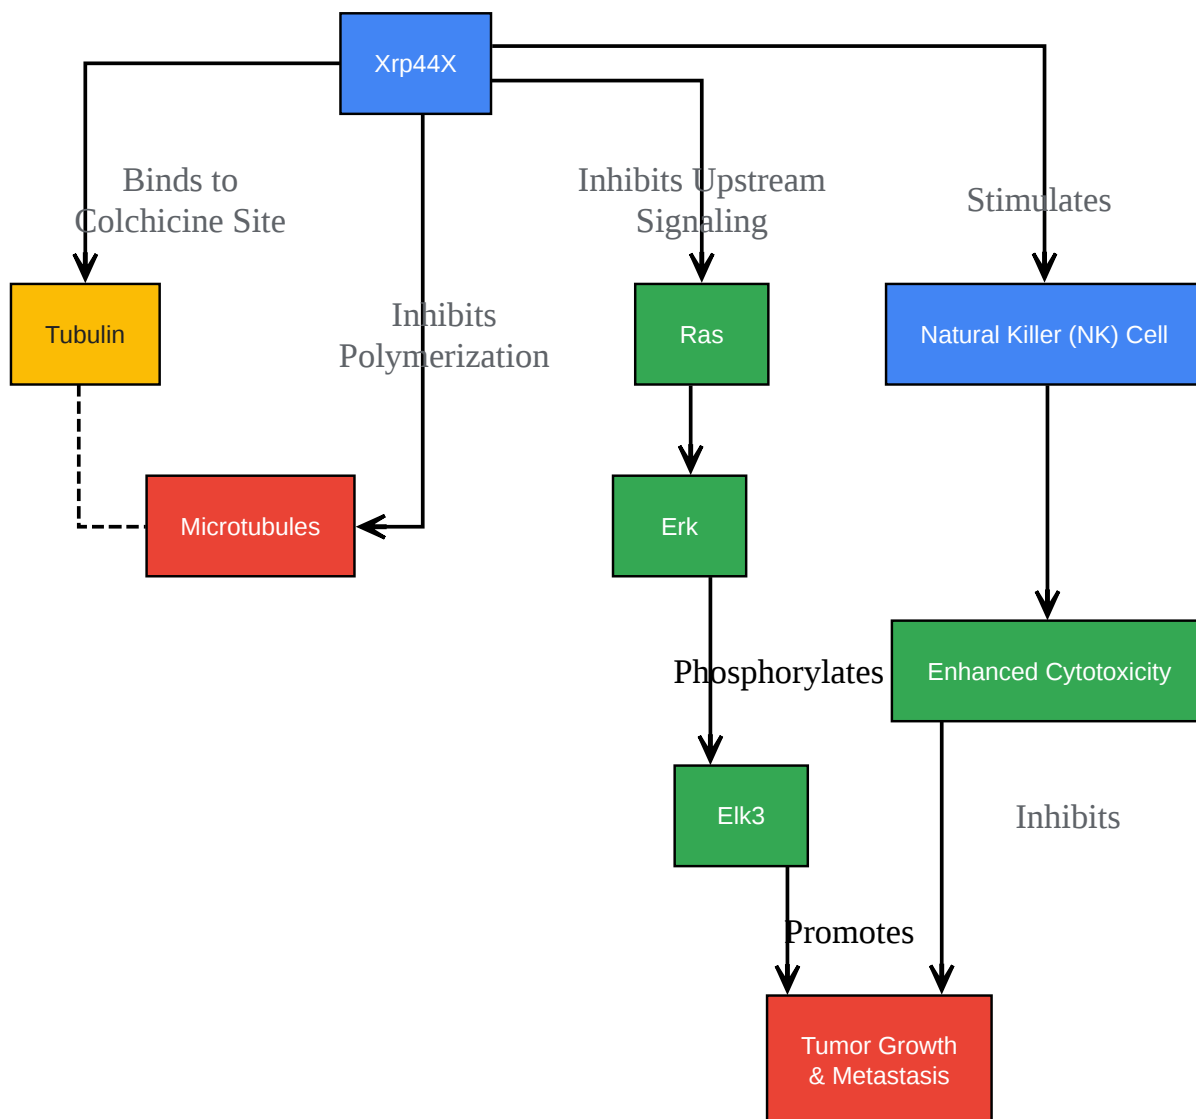 Xrp44X
Binds to
Colchicine Site
Inhibits Upstream
Signaling
Stimulates
Tubulin
Inhibits
Polymerization
Ras
Natural Killer (NK) Cell
Microtubules
Erk
Phosphorylates
Enhanced Cytotoxicity
Elk3
Inhibits
Promotes
Tumor Growth
& Metastasis